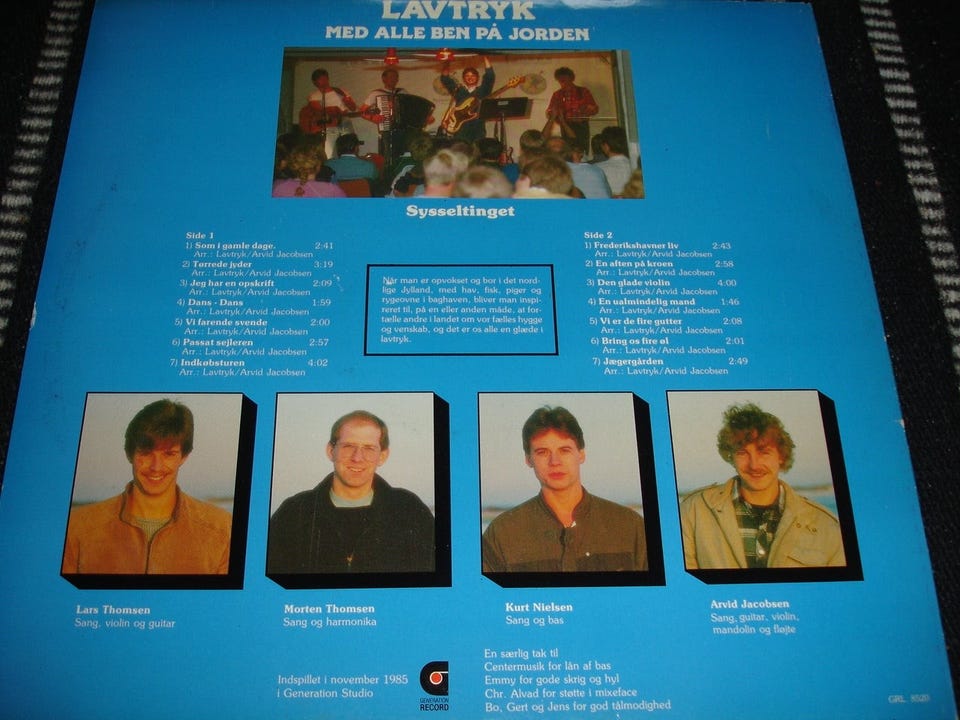 LAVTRYK
MED ALLE BEN PÅ JORDEN
Sysseltinget
Side 1
1) Som i gamle dage. 2:41
Arr.: Lavtryk/Arvid Jacobsen
2) Tørrede jyder 3:19
Arr.: Lavtryk/Arvid Jacobsen
3) Jeg har en opskrift 2:09
Arr.: Lavtryk/Arvid Jacobsen
4) Dans - Dans 1:59
Arr.: Lavtryk/Arvid Jacobsen
5) Vi farende svende 2:00
Arr.: Lavtryk/Arvid Jacobsen
6) Passat sejleren 2:57
Arr.: Lavtryk/Arvid Jacobsen
7) Indkøbsturen 4:02
Arr.: Lavtryk/Arvid Jacobsen
Når man er opvokset og bor i det nord-
lige Jylland, med hav, fisk, piger og
rygeovne i baghaven, bliver man inspi-
reret til, på en eller anden måde, at for-
tælle andre i landet om vor fælles hygge
og venskab, og det er os alle en glæde i
lavtryk.
Side 2
1) Frederikshavner liv 2:43
Arr.: Lavtryk/Arvid Jacobsen
2) En aften på kroen 2:58
Arr.: Lavtryk/Arvid Jacobsen
3) Den glade violin 4:00
Arr.: Lavtryk/Arvid Jacobsen
4) En ualmindelig mand 1:46
Arr.: Lavtryk/Arvid Jacobsen
5) Vi er de fire gutter 2:08
Arr.: Lavtryk/Arvid Jacobsen
6) Bring os fire øl 2:01
Arr.: Lavtryk/Arvid Jacobsen
7) Jægergården 2:49
Arr.: Lavtryk/Arvid Jacobsen
Lars Thomsen
Sang, violin og guitar
Morten Thomsen
Sang og harmonika
Kurt Nielsen
Sang og bas
Arvid Jacobsen
Sang, guitar, violin,
mandolin og fløjte
Indspillet i november 1985
i Generation Studio
GENERATION
RECORD
En særlig tak til
Centermusik for lån af bas
Emmy for gode skrig og hyl
Chr. Alvad for støtte i mixeface
Bo, Gert og Jens for god tålmodighed
GRL 8520